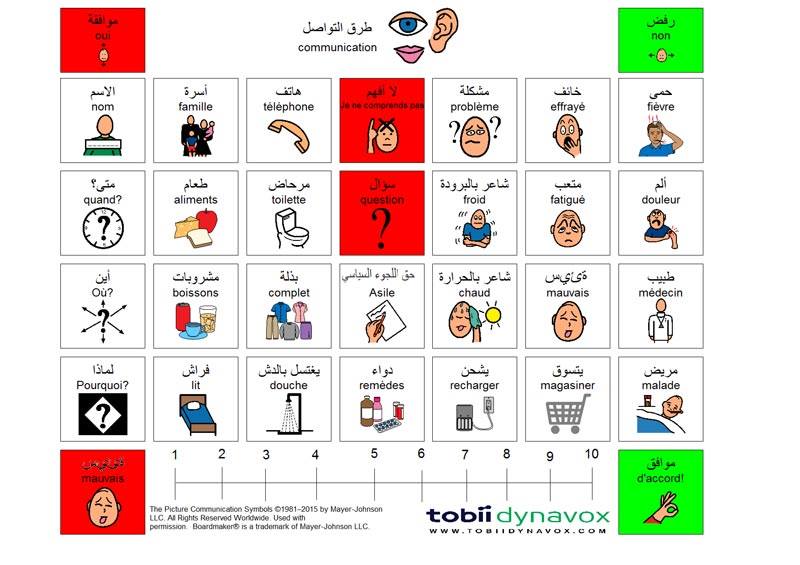 موافقة
oui
طرق التواصل
communication
رفض
non
الاسم
nom
أسرة
famille
هاتف
téléphone
لا أفهم
Je ne comprends pas
مشكلة
problème
خائف
effrayé
حمى
fièvre
متى؟
quand?
طعام
aliments
مرحاض
toilette
سؤال
question
شاعر بالبرودة
froid
متعب
fatigué
ألم
douleur
أين
Où?
مشروبات
boissons
بذلة
complet
حق اللجوء السياسي
Asile
شاعر بالحرارة
chaud
mauvais
طبيب
médecin
لماذا
Pourquoi?
فراش
lit
يغتسل بالدش
douche
دواء
remèdes
يشحن
recharger
يتسوق
magasiner
مريض
malade
mauvais
1 2 3 4 5 6 7 8 9 10
موافق
d'accord!
The Picture Communication Symbols ©1981–2015 by Mayer-Johnson
LLC. All Rights Reserved Worldwide. Used with
permission. Boardmaker® is a trademark of Mayer-Johnson LLC.
tobii dynavox
WWW.TOBIIDYNAVOX.COM